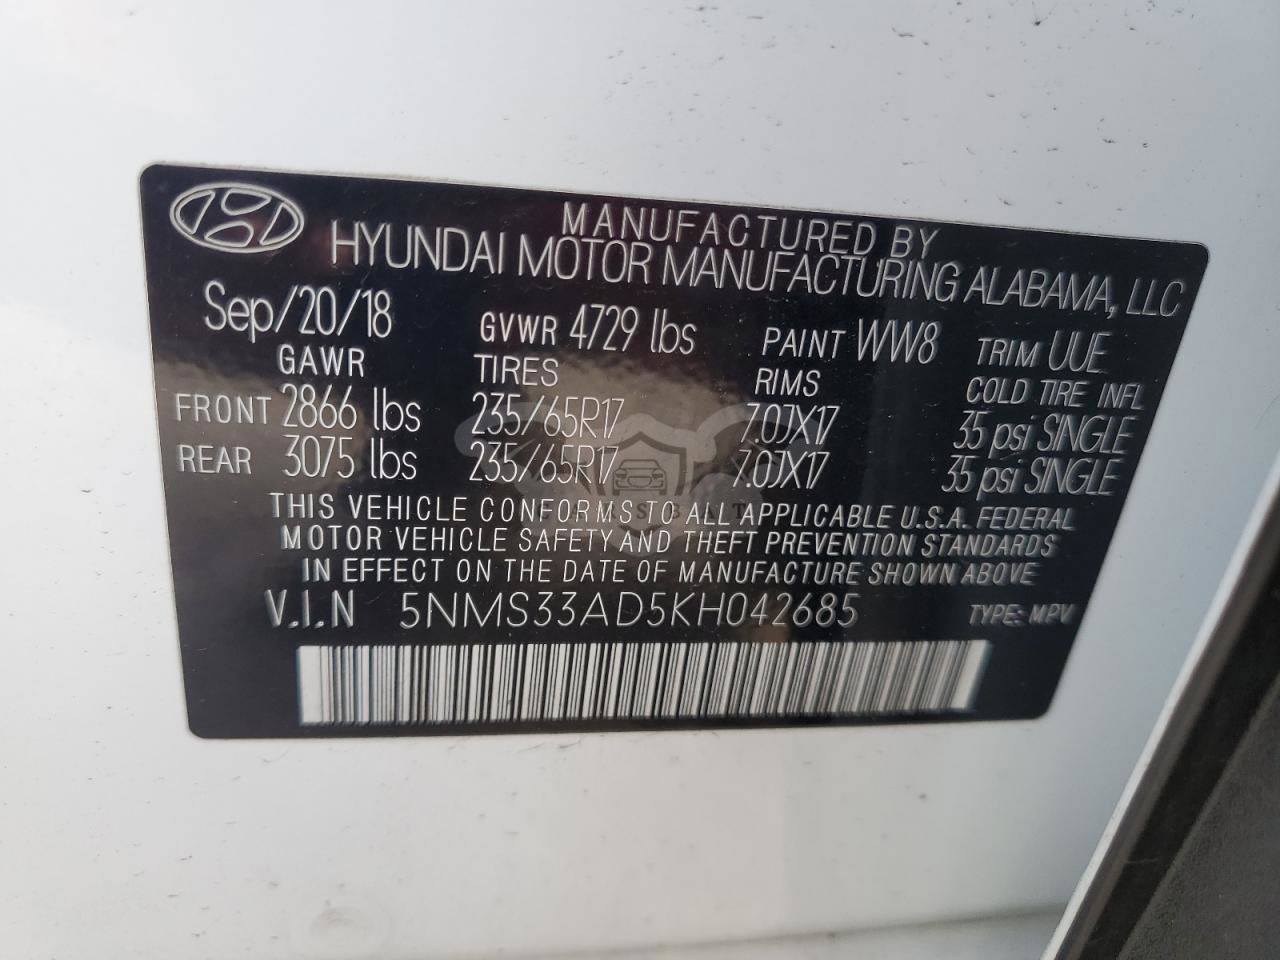 MANUFACTURED BY
HYUNDAI MOTOR MANUFACTURING ALABAMA, LLC
Sep/20/18 GVWR 4729 lbs PAINT WW8 TRIM UUE
GAWR TIRES RIMS COLD TIRE INFL
FRONT 2866 lbs 235/65R17 7.0JX17 35 psi SINGLE
REAR 3075 lbs 235/65R17 7.0JX17 35 psi SINGLE
THIS VEHICLE CONFORMS TO ALL APPLICABLE U.S.A. FEDERAL
MOTOR VEHICLE SAFETY AND THEFT PREVENTION STANDARDS
IN EFFECT ON THE DATE OF MANUFACTURE SHOWN ABOVE
V.I.N 5NMS33AD5KH042685 TYPE: MPV